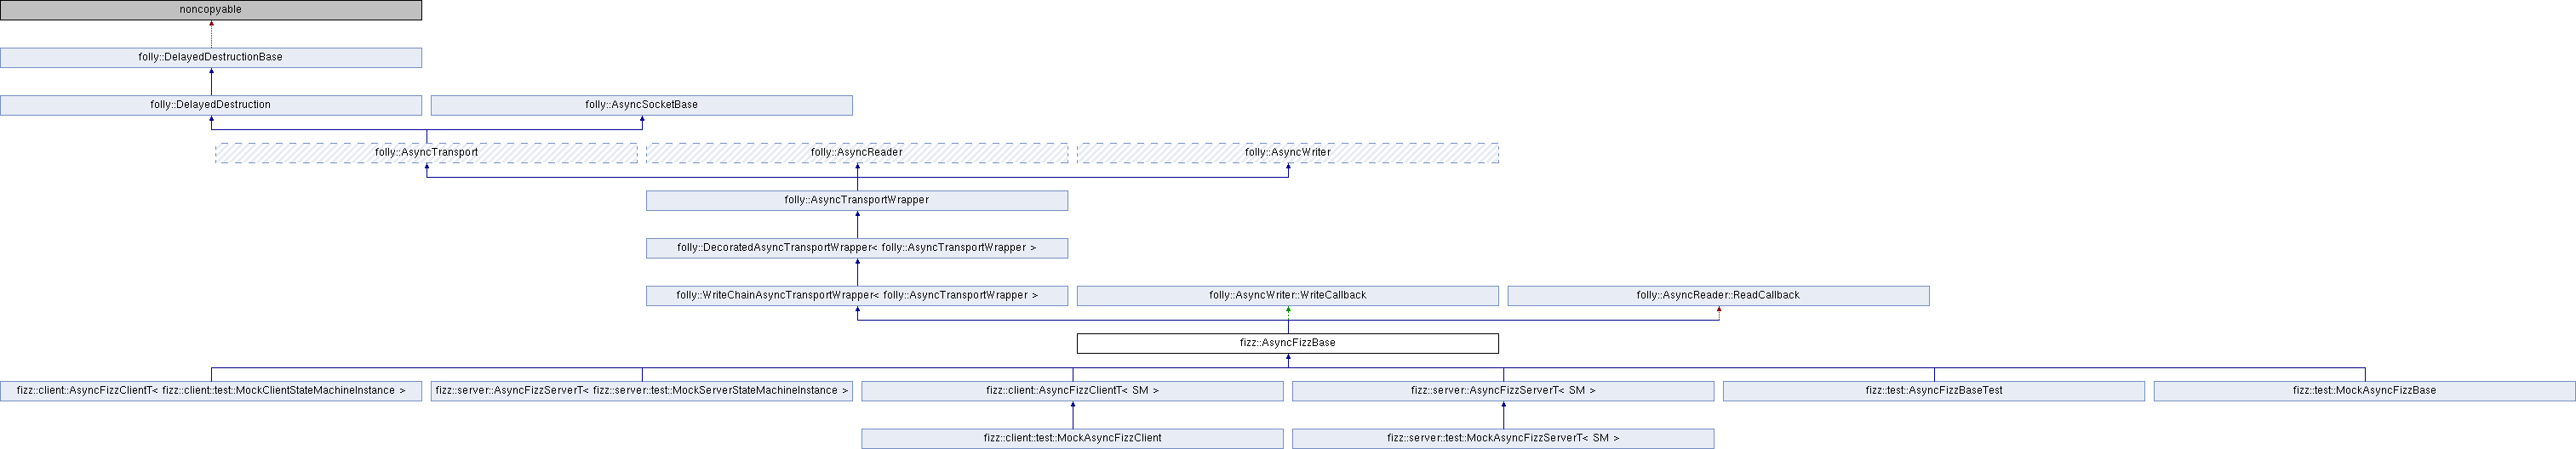 noncopyable
folly::DelayedDestructionBase
folly::DelayedDestruction
folly::AsyncSocketBase
folly::AsyncTransport
folly::AsyncReader
folly::AsyncWriter
folly::AsyncTransportWrapper
folly::DecoratedAsyncTransportWrapper< folly::AsyncTransportWrapper >
folly::WriteChainAsyncTransportWrapper< folly::AsyncTransportWrapper >
folly::AsyncWriter::WriteCallback
folly::AsyncReader::ReadCallback
fizz::AsyncFizzBase
fizz::client::AsyncFizzClientT< fizz::client::test::MockClientStateMachineInstance >
fizz::server::AsyncFizzServerT< fizz::server::test::MockServerStateMachineInstance >
fizz::client::AsyncFizzClientT< SM >
fizz::server::AsyncFizzServerT< SM >
fizz::test::AsyncFizzBaseTest
fizz::test::MockAsyncFizzBase
fizz::client::test::MockAsyncFizzClient
fizz::server::test::MockAsyncFizzServerT< SM >